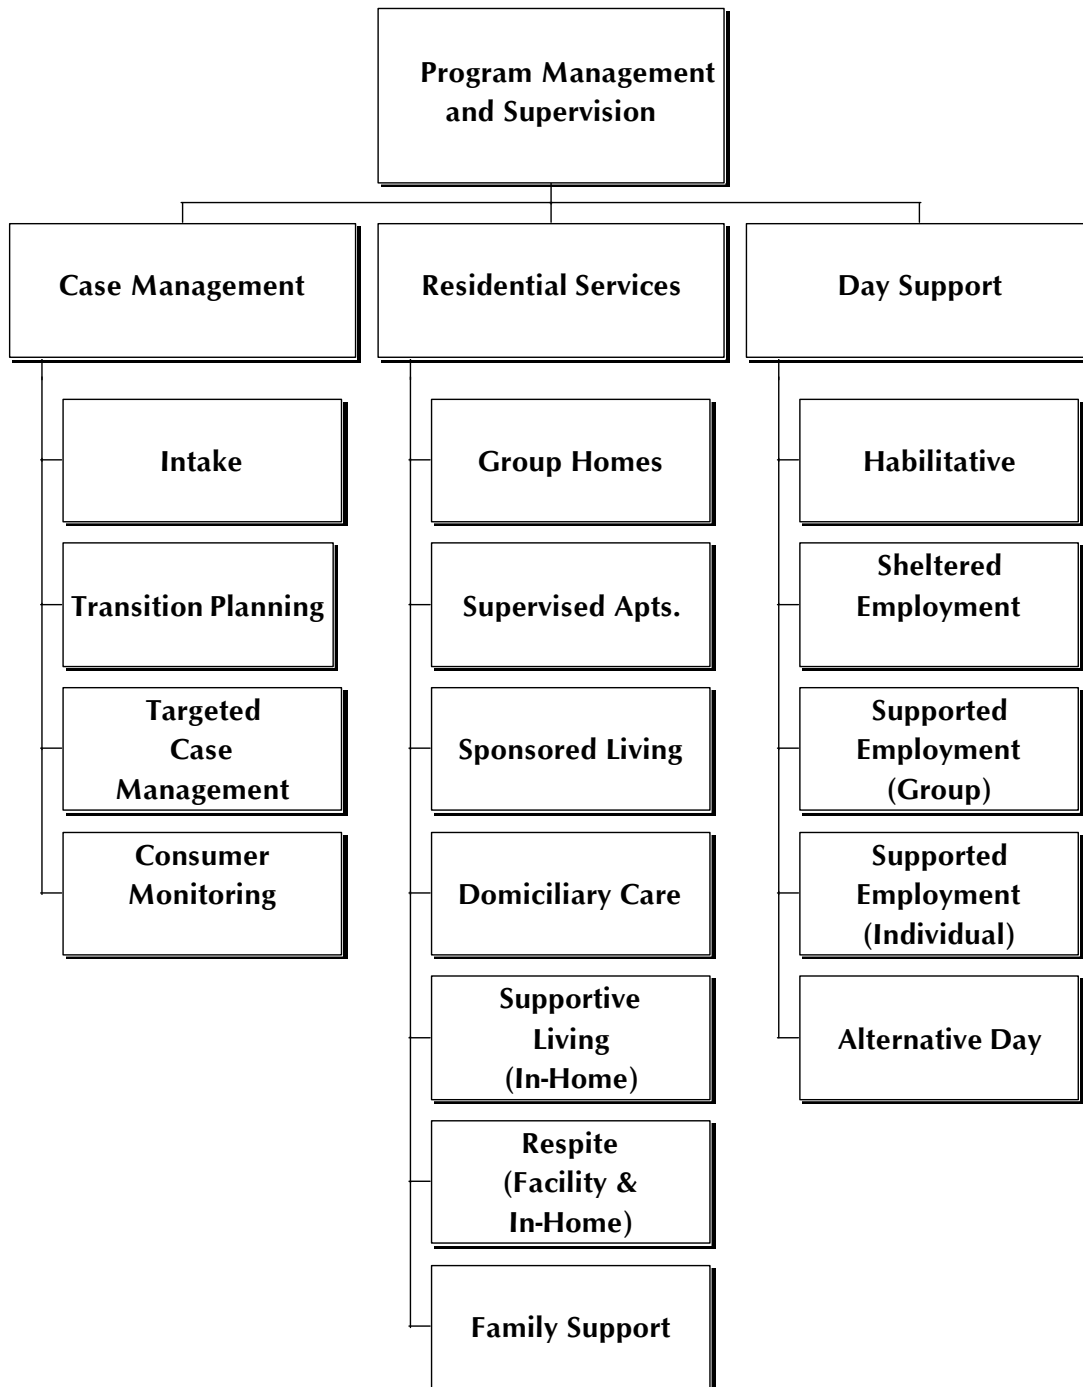 Program Management
and Supervision
Case Management
Residential Services
Day Support
Intake
Transition Planning
Targeted
Case
Management
Consumer
Monitoring
Group Homes
Supervised Apts.
Sponsored Living
Domiciliary Care
Supportive
Living
(In-Home)
Respite
(Facility &
In-Home)
Family Support
Habilitative
Sheltered
Employment
Supported
Employment
(Group)
Supported
Employment
(Individual)
Alternative Day